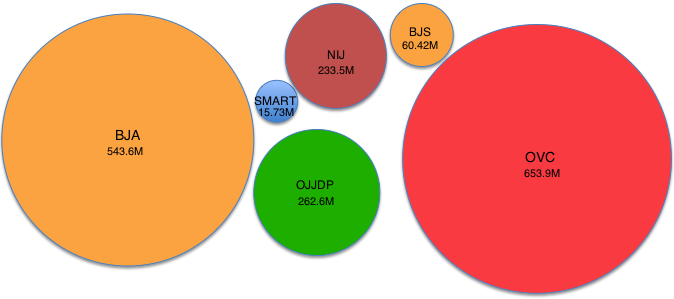 BJA
543.6M
SMART
15.73M
NIJ
233.5M
OJJDP
262.6M
BJS
60.42M
OVC
653.9M